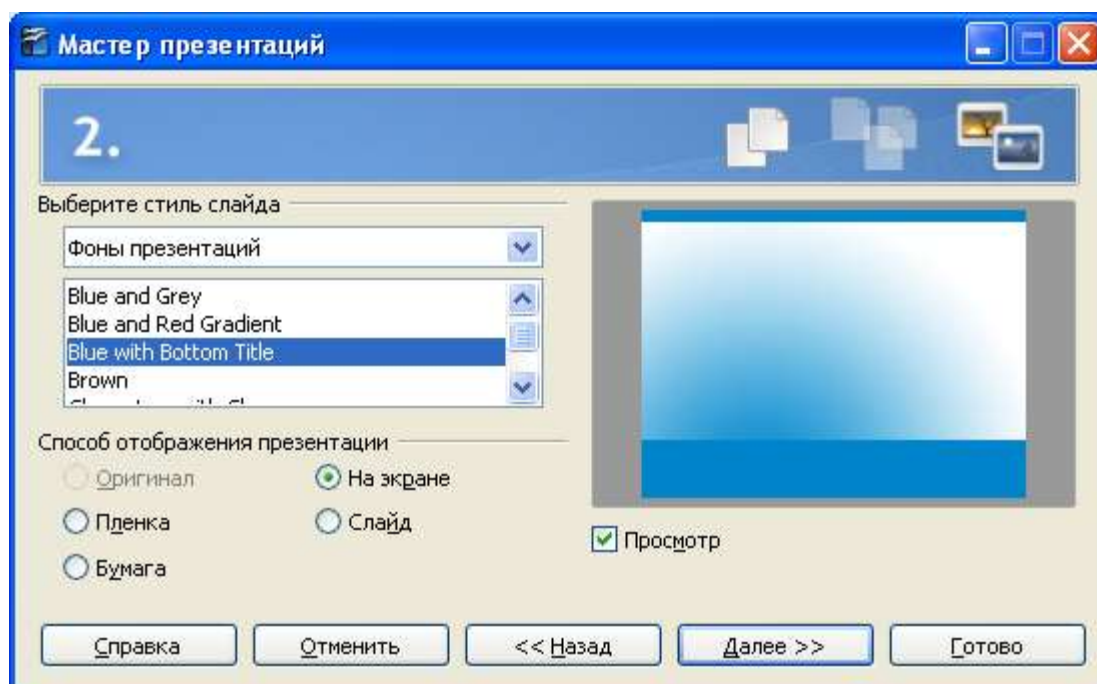 Мастер презентаций
2.
Выберите стиль слайда
Фоны презентаций
Blue and Grey
Blue and Red Gradient
Blue with Bottom Title
Brown
Способ отображения презентации
Оригинал
На экране
Пленка
Слайд
Бумага
Просмотр
Справка
Отменить
<< Назад
Далее >>
Готово